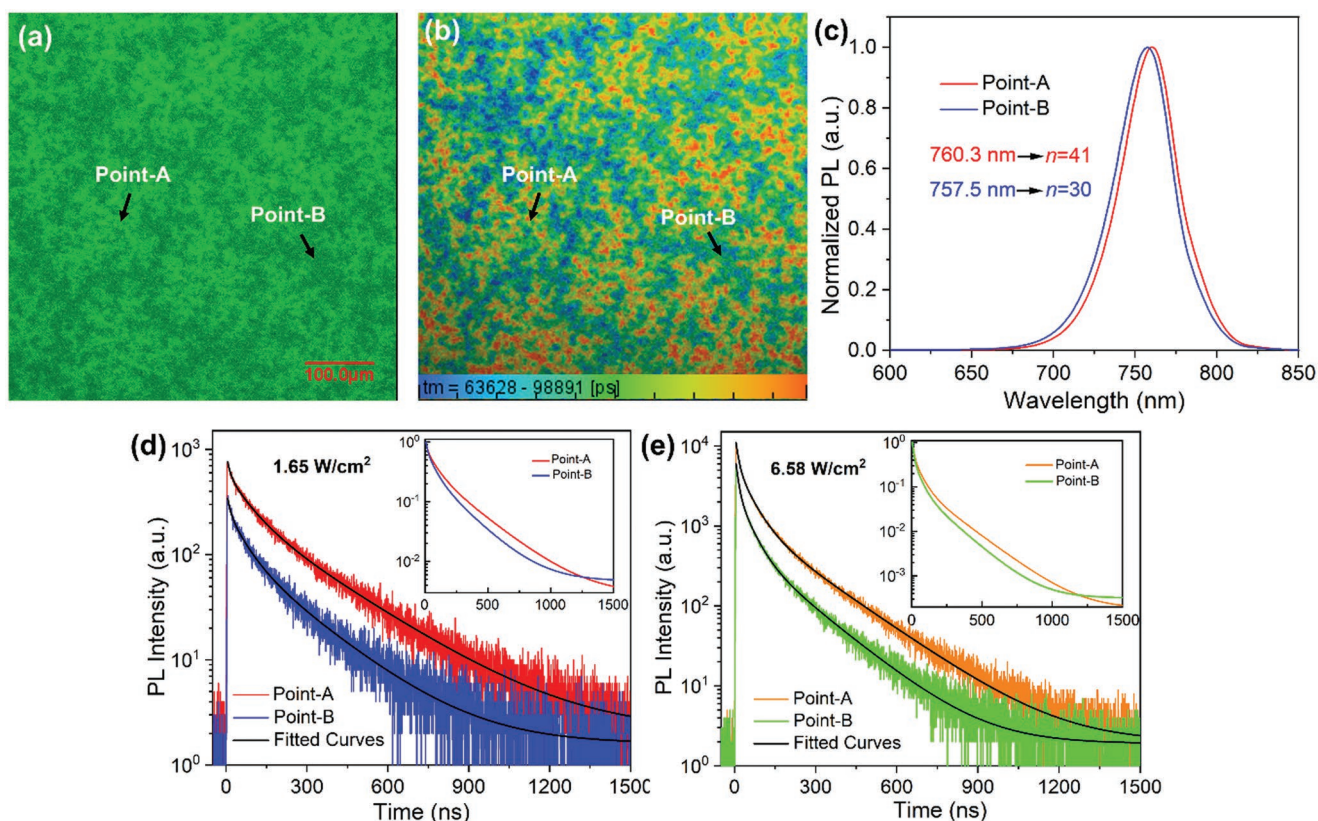 (a)
Point-A
Point-B
100.0µm
(b)
Point-A
Point-B
tm = 63628 - 98891 [ps]
(c)
Normalized PL (a.u.)
1.0
0.8
0.6
0.4
0.2
0.0
Point-A
Point-B
760.3 nm→n=41
757.5 nm→n=30
600 650 700 750 800 850
Wavelength (nm)
(d)
PL Intensity (a.u.)
10³
10²
10¹
10⁰
1.65 W/cm²
10⁰
10⁻¹
10⁻²
Point-A
Point-B
0 500 1000 1500
Point-A
Point-B
Fitted Curves
0 300 600 900 1200 1500
Time (ns)
(e)
PL Intensity (a.u.)
10⁴
10³
10²
10¹
10⁰
6.58 W/cm²
10⁰
10⁻¹
10⁻²
10⁻³
Point-A
Point-B
0 500 1000 1500
Point-A
Point-B
Fitted Curves
0 300 600 900 1200 1500
Time (ns)